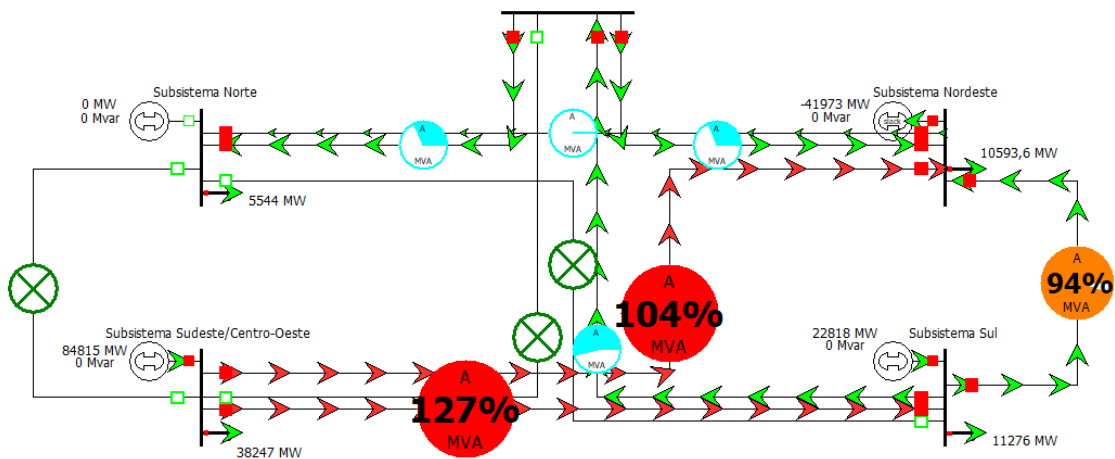 Subsistema Norte
0 MW
0 Mvar
A
MVA
A
MVA
A
MVA
Subsistema Nordeste
-41973 MW
0 Mvar
slack
10593,6 MW
5544 MW
A
104%
MVA
A
94%
MVA
Subsistema Sudeste/Centro-Oeste
84815 MW
0 Mvar
A
127%
MVA
A
MVA
22818 MW
0 Mvar
Subsistema Sul
38247 MW
11276 MW